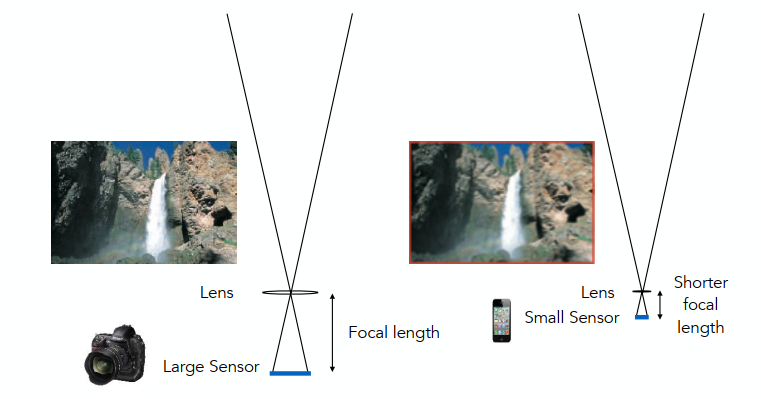 Lens
Focal length
Large Sensor
Lens
Small Sensor
Shorter
focal
length